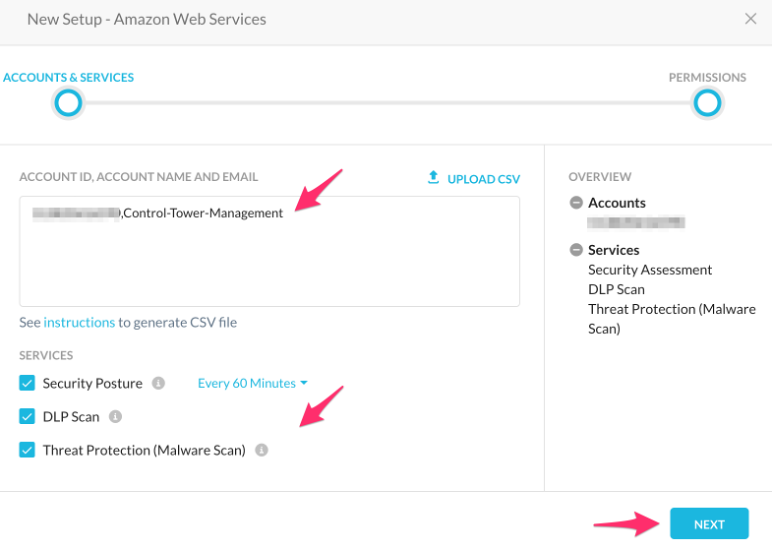 New Setup - Amazon Web Services
ACCOUNTS & SERVICES
PERMISSIONS
ACCOUNT ID, ACCOUNT NAME AND EMAIL
UPLOAD CSV
,Control-Tower-Management
See instructions to generate CSV file
SERVICES
Security Posture
Every 60 Minutes
DLP Scan
Threat Protection (Malware Scan)
OVERVIEW
Accounts
Services
Security Assessment
DLP Scan
Threat Protection (Malware
Scan)
NEXT